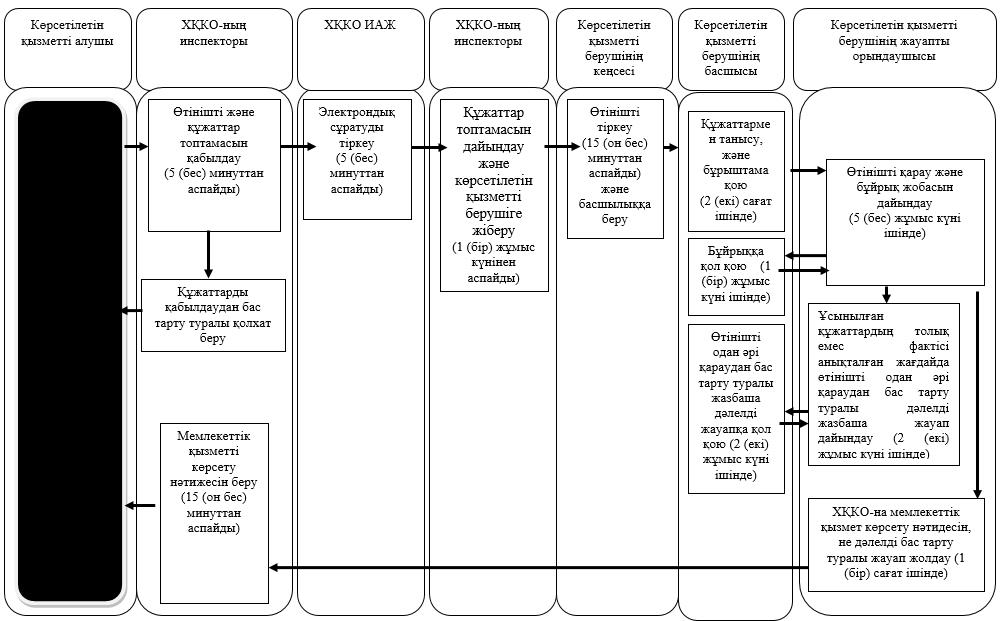 Көрсетілетін
қызметті алушы
ХҚКО-ның
инспекторы
ХҚКО ИАЖ
ХҚКО-ның
инспекторы
Көрсетілетін
қызметті
берушінің
кеңсесі
Көрсетілетін
қызметті
берушінің
басшысы
Көрсетілетін қызметті
берушінің жауапты
орындаушысы
Өтінішті және
құжаттар
топтамасын
қабылдау
(5 (бес) минуттан
аспайды)
Құжаттарды
қабылдаудан бас
тарту туралы қолхат
беру
Мемлекеттік
қызметті
көрсету
нәтижесін беру
(15 (он бес)
минуттан
аспайды)
Электрондық
сұратуды
тіркеу
(5 (бес)
минуттан
аспайды)
Құжаттар
топтамасын
дайындау
және
көрсетілетін
қызметті
берушіге
жіберу
(1 (бір) жұмыс
күнінен
аспайды)
Өтінішті
тіркеу
(15 (он бес)
минуттан
аспайды)
және
басшылыққа
беру
Құжаттарме
н танысу,
және
бұрыштама
қою
(2 (екі) сағат
ішінде)
Бұйрыққа
қол қою (1
(бір) жұмыс
күні ішінде)
Өтінішті
одан әрі
қараудан бас
тарту туралы
жазбаша
дәлелді
жауапқа қол
қою (2 (екі)
жұмыс күні
ішінде)
Өтінішті қарау және
бұйрық жобасын
дайындау
(5 (бес) жұмыс күні
ішінде)
Ұсынылған
құжаттардың толық
емес фактісі
анықталған жағдайда
өтінішті одан әрі
қараудан бас тарту
туралы дәлелді
жазбаша жауап
дайындау (2 (екі)
жұмыс күні ішінде)
ХҚКО-на мемлекеттік
қызмет көрсету нәтидесін,
не дәлелді бас тарту
туралы жауап жолдау (1
(бір) сағат ішінде)